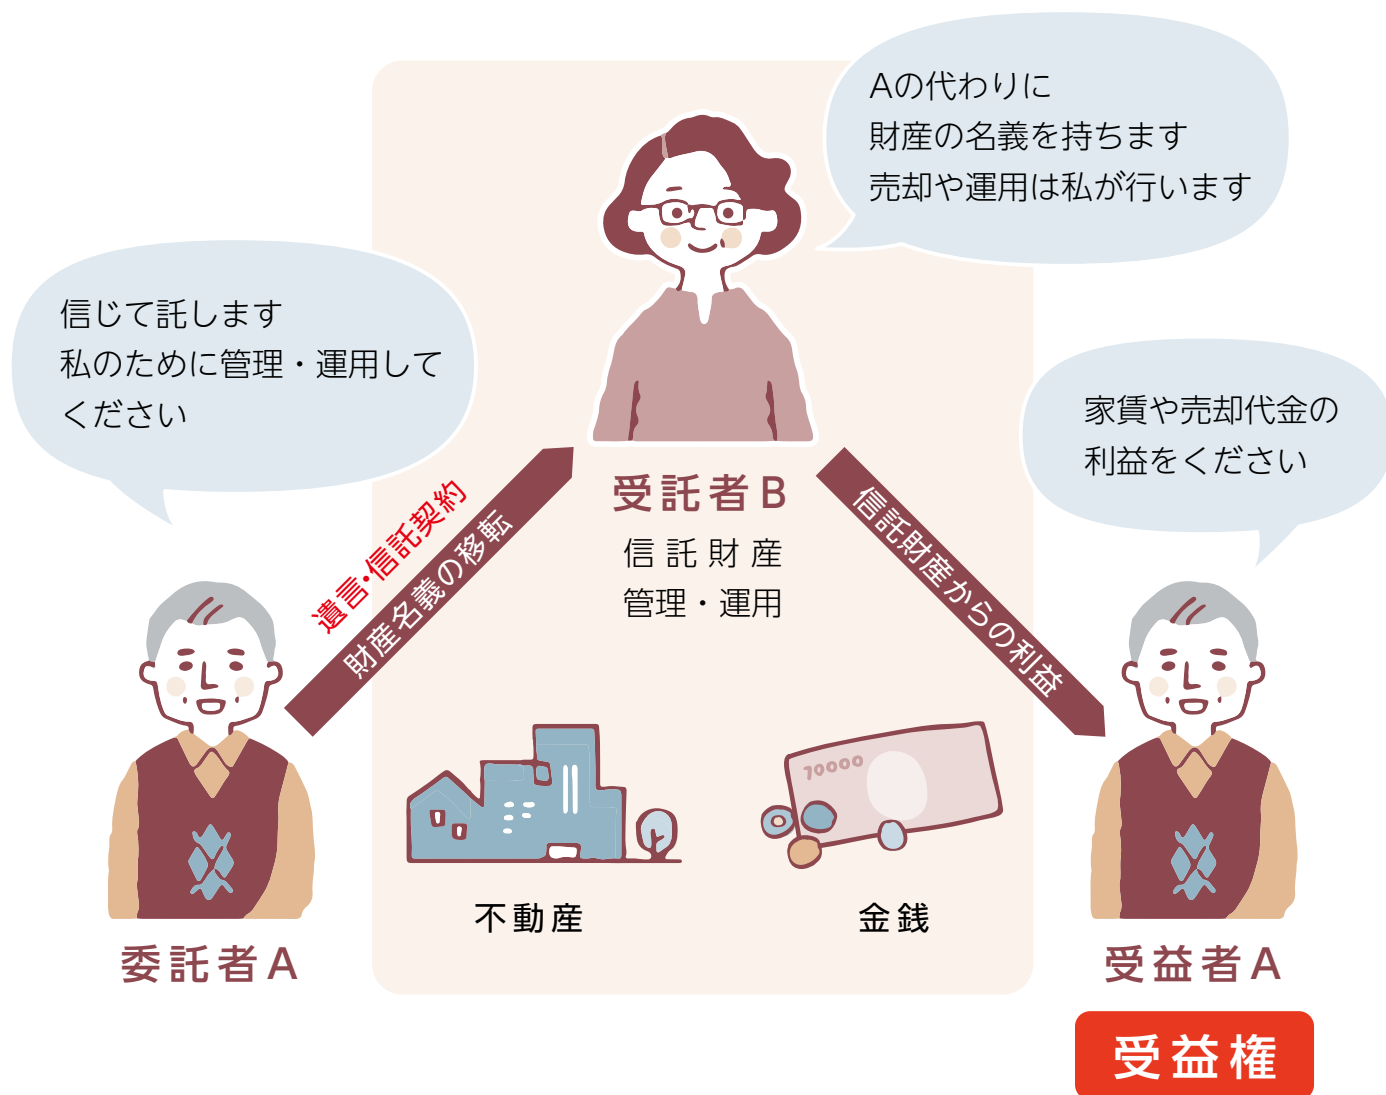 Aの代わりに
財産の名義を持ちます
売却や運用は私が行います
信じて託します
私のために管理・運用して
ください
家賃や売却代金の
利益をください
遺言・信託契約
財産名義の移転
受託者B
信託財産
管理・運用
信託財産からの利益
10000
不動産
金銭
委託者A
受益者A
受益権